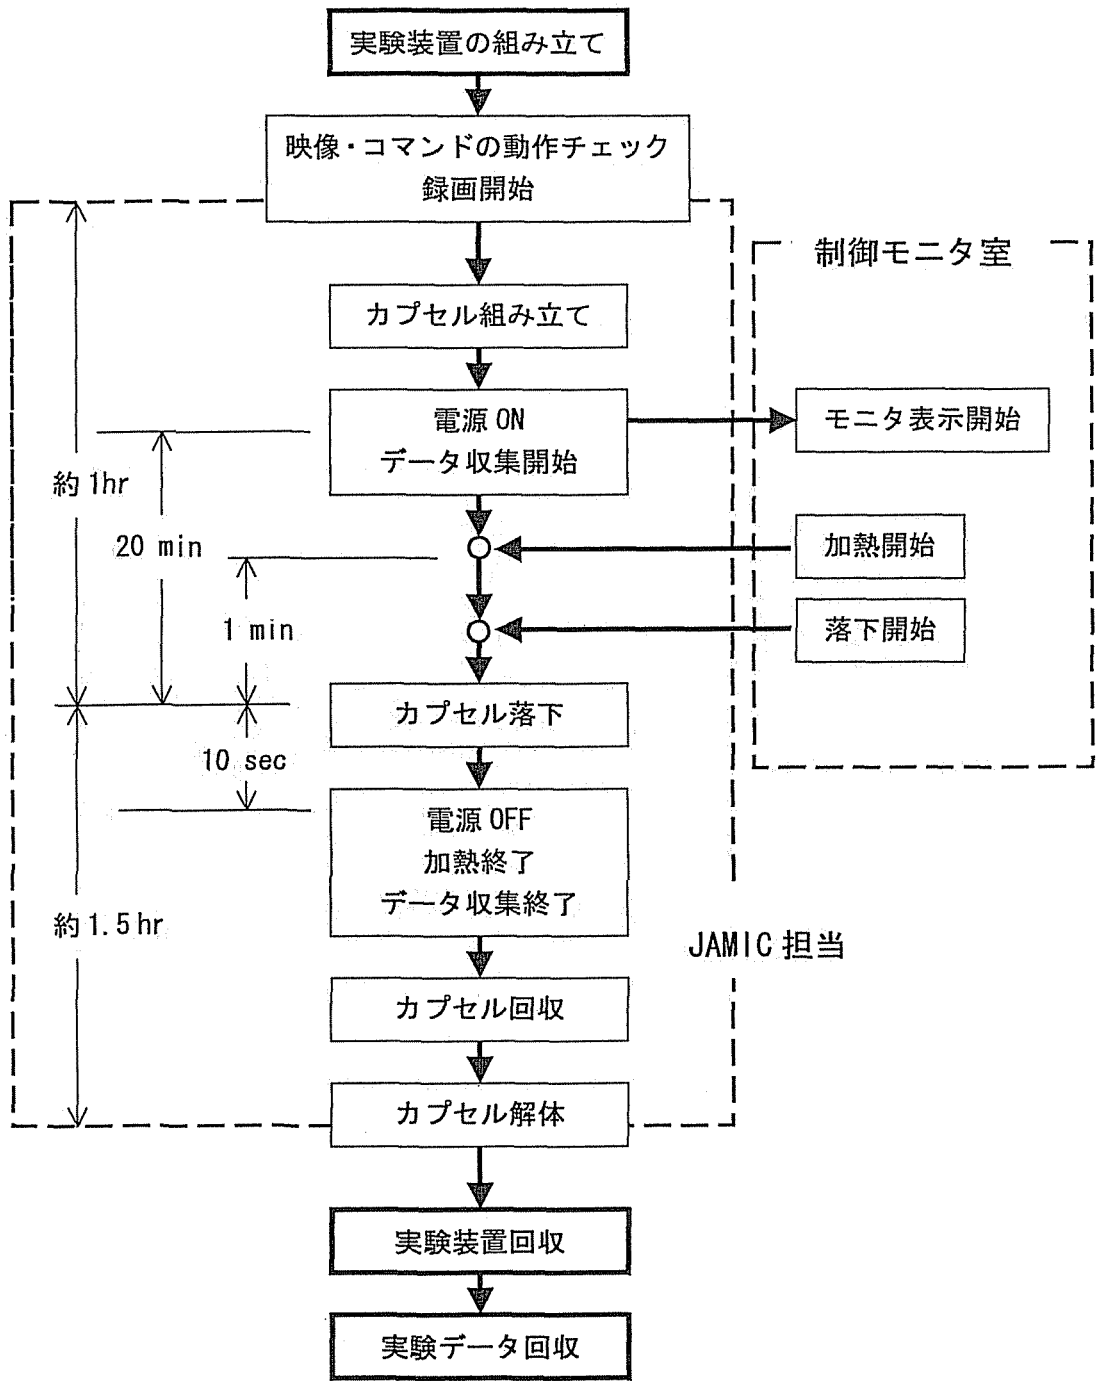 実験装置の組み立て
映像・コマンドの動作チェック
録画開始
制御モニタ室
カプセル組み立て
電源 ON
データ収集開始
モニタ表示開始
約 1hr
20 min
加熱開始
1 min
落下開始
カプセル落下
10 sec
電源 OFF
加熱終了
データ収集終了
約 1.5 hr
JAMIC 担当
カプセル回収
カプセル解体
実験装置回収
実験データ回収